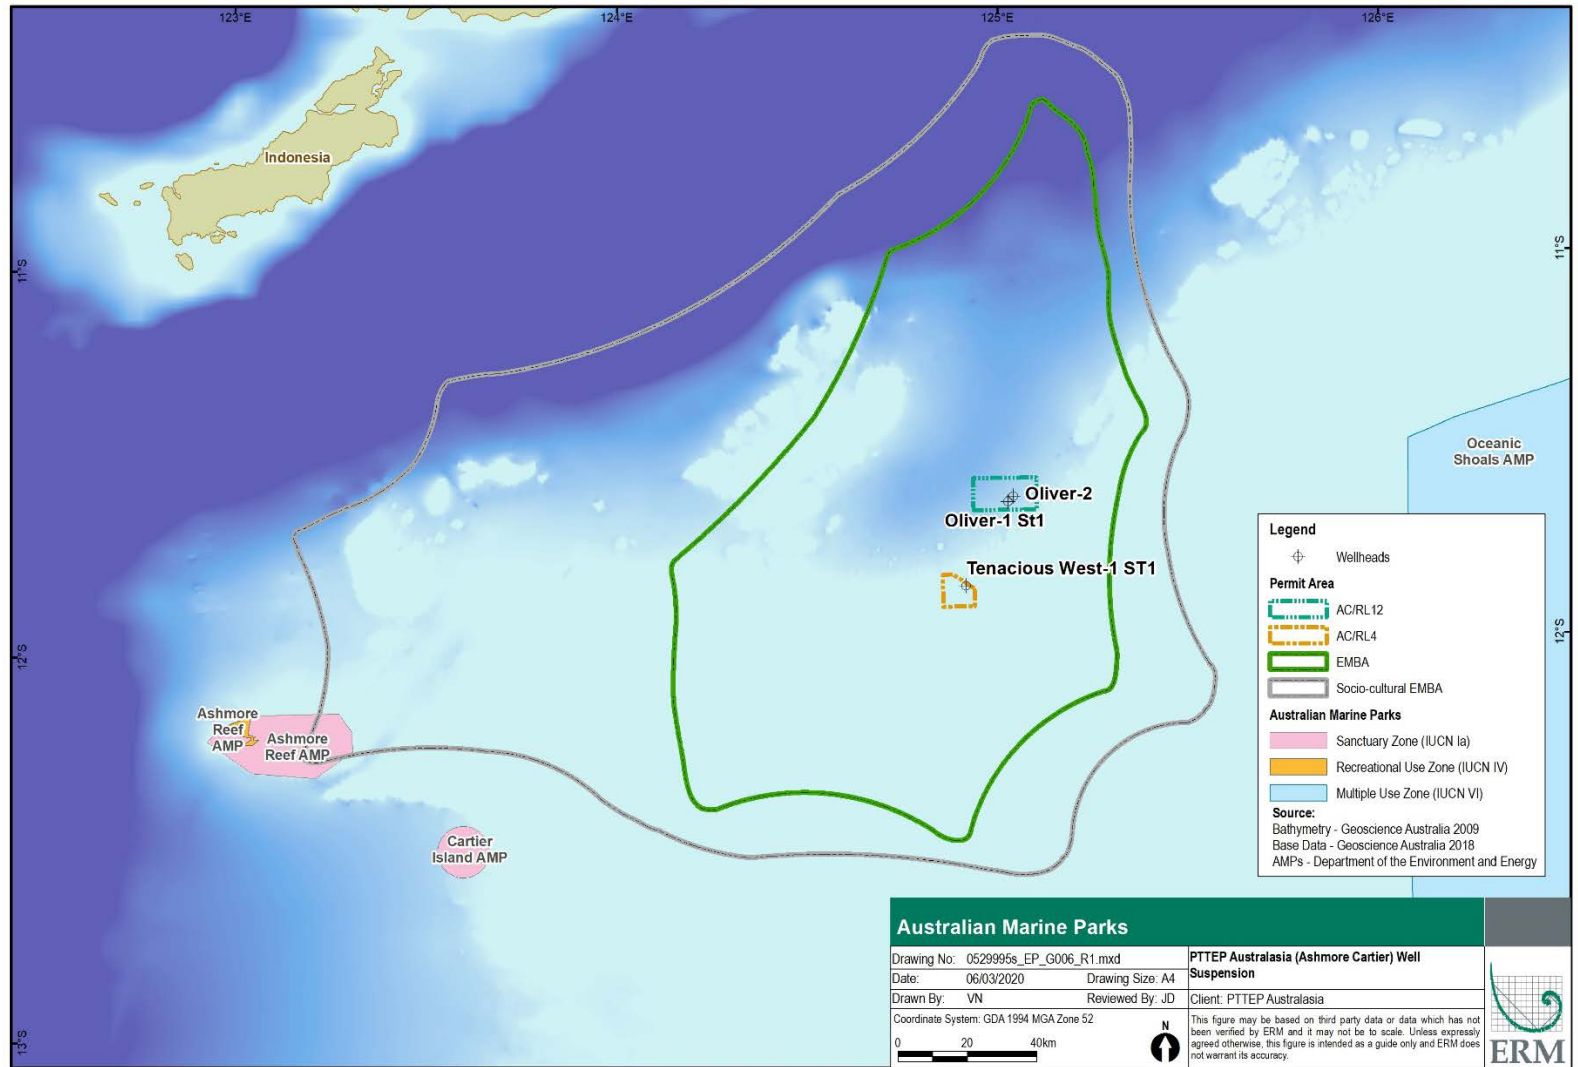 123°E
124°E
125°E
126°E
Indonesia
11°S
11°S
Oceanic
Shoals AMP
Oliver-2
Oliver-1 St1
Tenacious West-1 ST1
12°S
12°S
Ashmore
Reef
AMP
Ashmore
Reef AMP
Cartier
Island AMP
13°S
Legend
Wellheads
Permit Area
AC/RL12
AC/RL4
EMBA
Socio-cultural EMBA
Australian Marine Parks
Sanctuary Zone (IUCN Ia)
Recreational Use Zone (IUCN IV)
Multiple Use Zone (IUCN VI)
Source:
Bathymetry - Geoscience Australia 2009
Base Data - Geoscience Australia 2018
AMPs - Department of the Environment and Energy
Australian Marine Parks
Drawing No: 0529995s_EP_G006_R1.mxd
Date: 06/03/2020 Drawing Size: A4
Drawn By: VN Reviewed By: JD
Coordinate System: GDA 1994 MGA Zone 52
0 20 40km
N
PTTEP Australasia (Ashmore Cartier) Well
Suspension
Client: PTTEP Australasia
This figure may be based on third party data or data which has not
been verified by ERM and it may not be to scale. Unless expressly
agreed otherwise, this figure is intended as a guide only and ERM does
not warrant its accuracy.
ERM